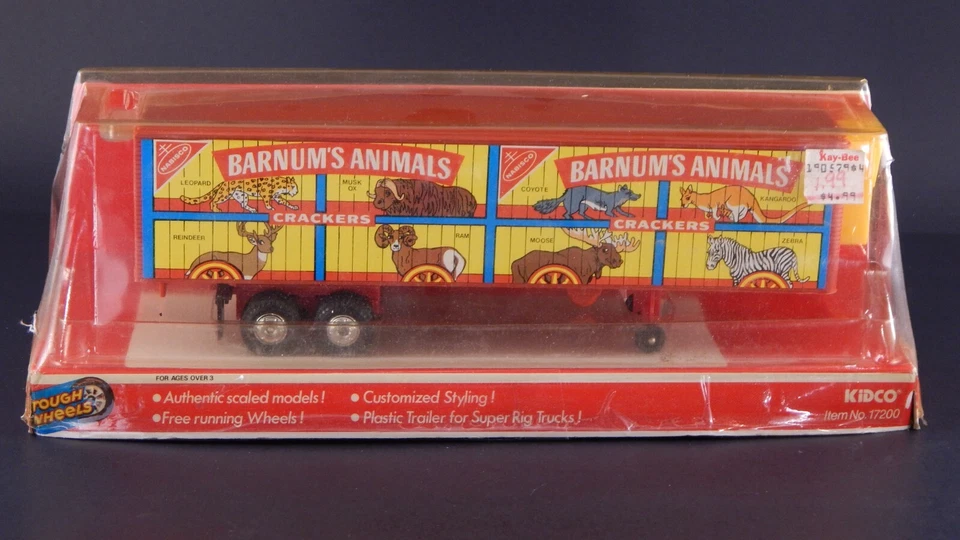 NABISCO
BARNUM'S ANIMALS
LEOPARD
MUSK
OX
CRACKERS
REINDEER
RAM
NABISCO
BARNUM'S ANIMALS
COYOTE
KANGAROO
CRACKERS
MOOSE
ZEBRA
Kay-Bee
$4.99
FOR AGES OVER 3
TOUGH
WHEELS
• Authentic scaled models!
• Free running Wheels!
• Customized Styling!
• Plastic Trailer for Super Rig Trucks!
KIDCO
Item No. 17200